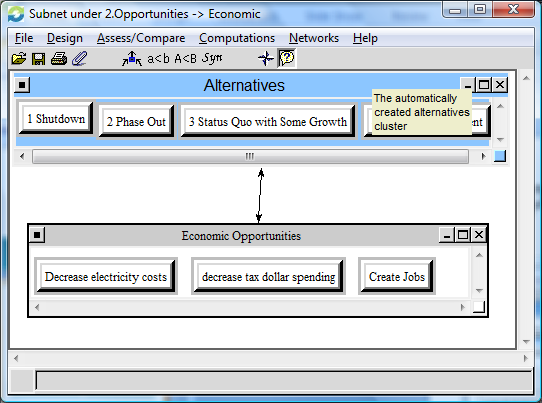 Subnet under 2.Opportunities -> Economic
File Design Assess/Compare Computations Networks Help
a<b A<B Syn
Alternatives
1 Shutdown
2 Phase Out
3 Status Quo with Some Growth
The automatically
created alternatives
cluster
Economic Opportunities
Decrease electricity costs
decrease tax dollar spending
Create Jobs